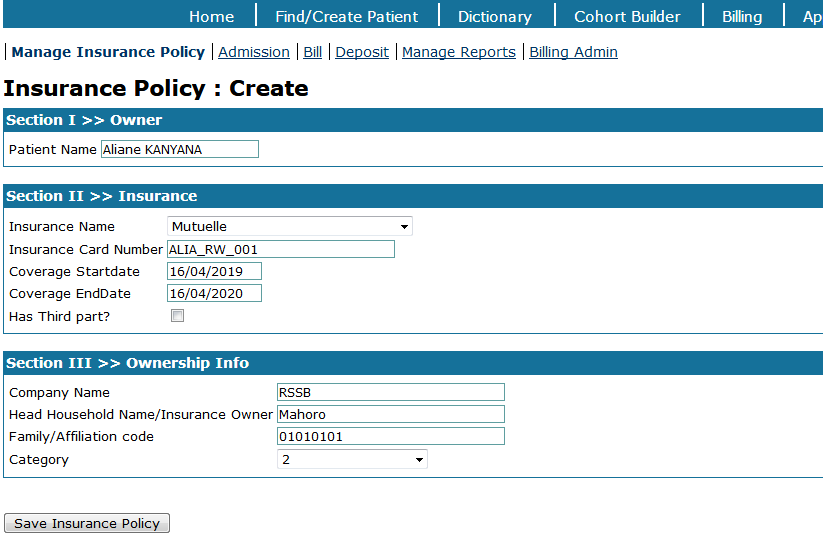 Home Find/Create Patient Dictionary Cohort Builder Billing Ap
Manage Insurance Policy Admission Bill Deposit Manage Reports Billing Admin
Insurance Policy : Create
Section I >> Owner
Patient Name Aliane KANYANA
Section II >> Insurance
Insurance Name Mutuelle
Insurance Card Number ALIA_RW_001
Coverage Startdate 16/04/2019
Coverage EndDate 16/04/2020
Has Third part?
Section III >> Ownership Info
Company Name RSSB
Head Household Name/Insurance Owner Mahoro
Family/Affiliation code 01010101
Category 2
Save Insurance Policy